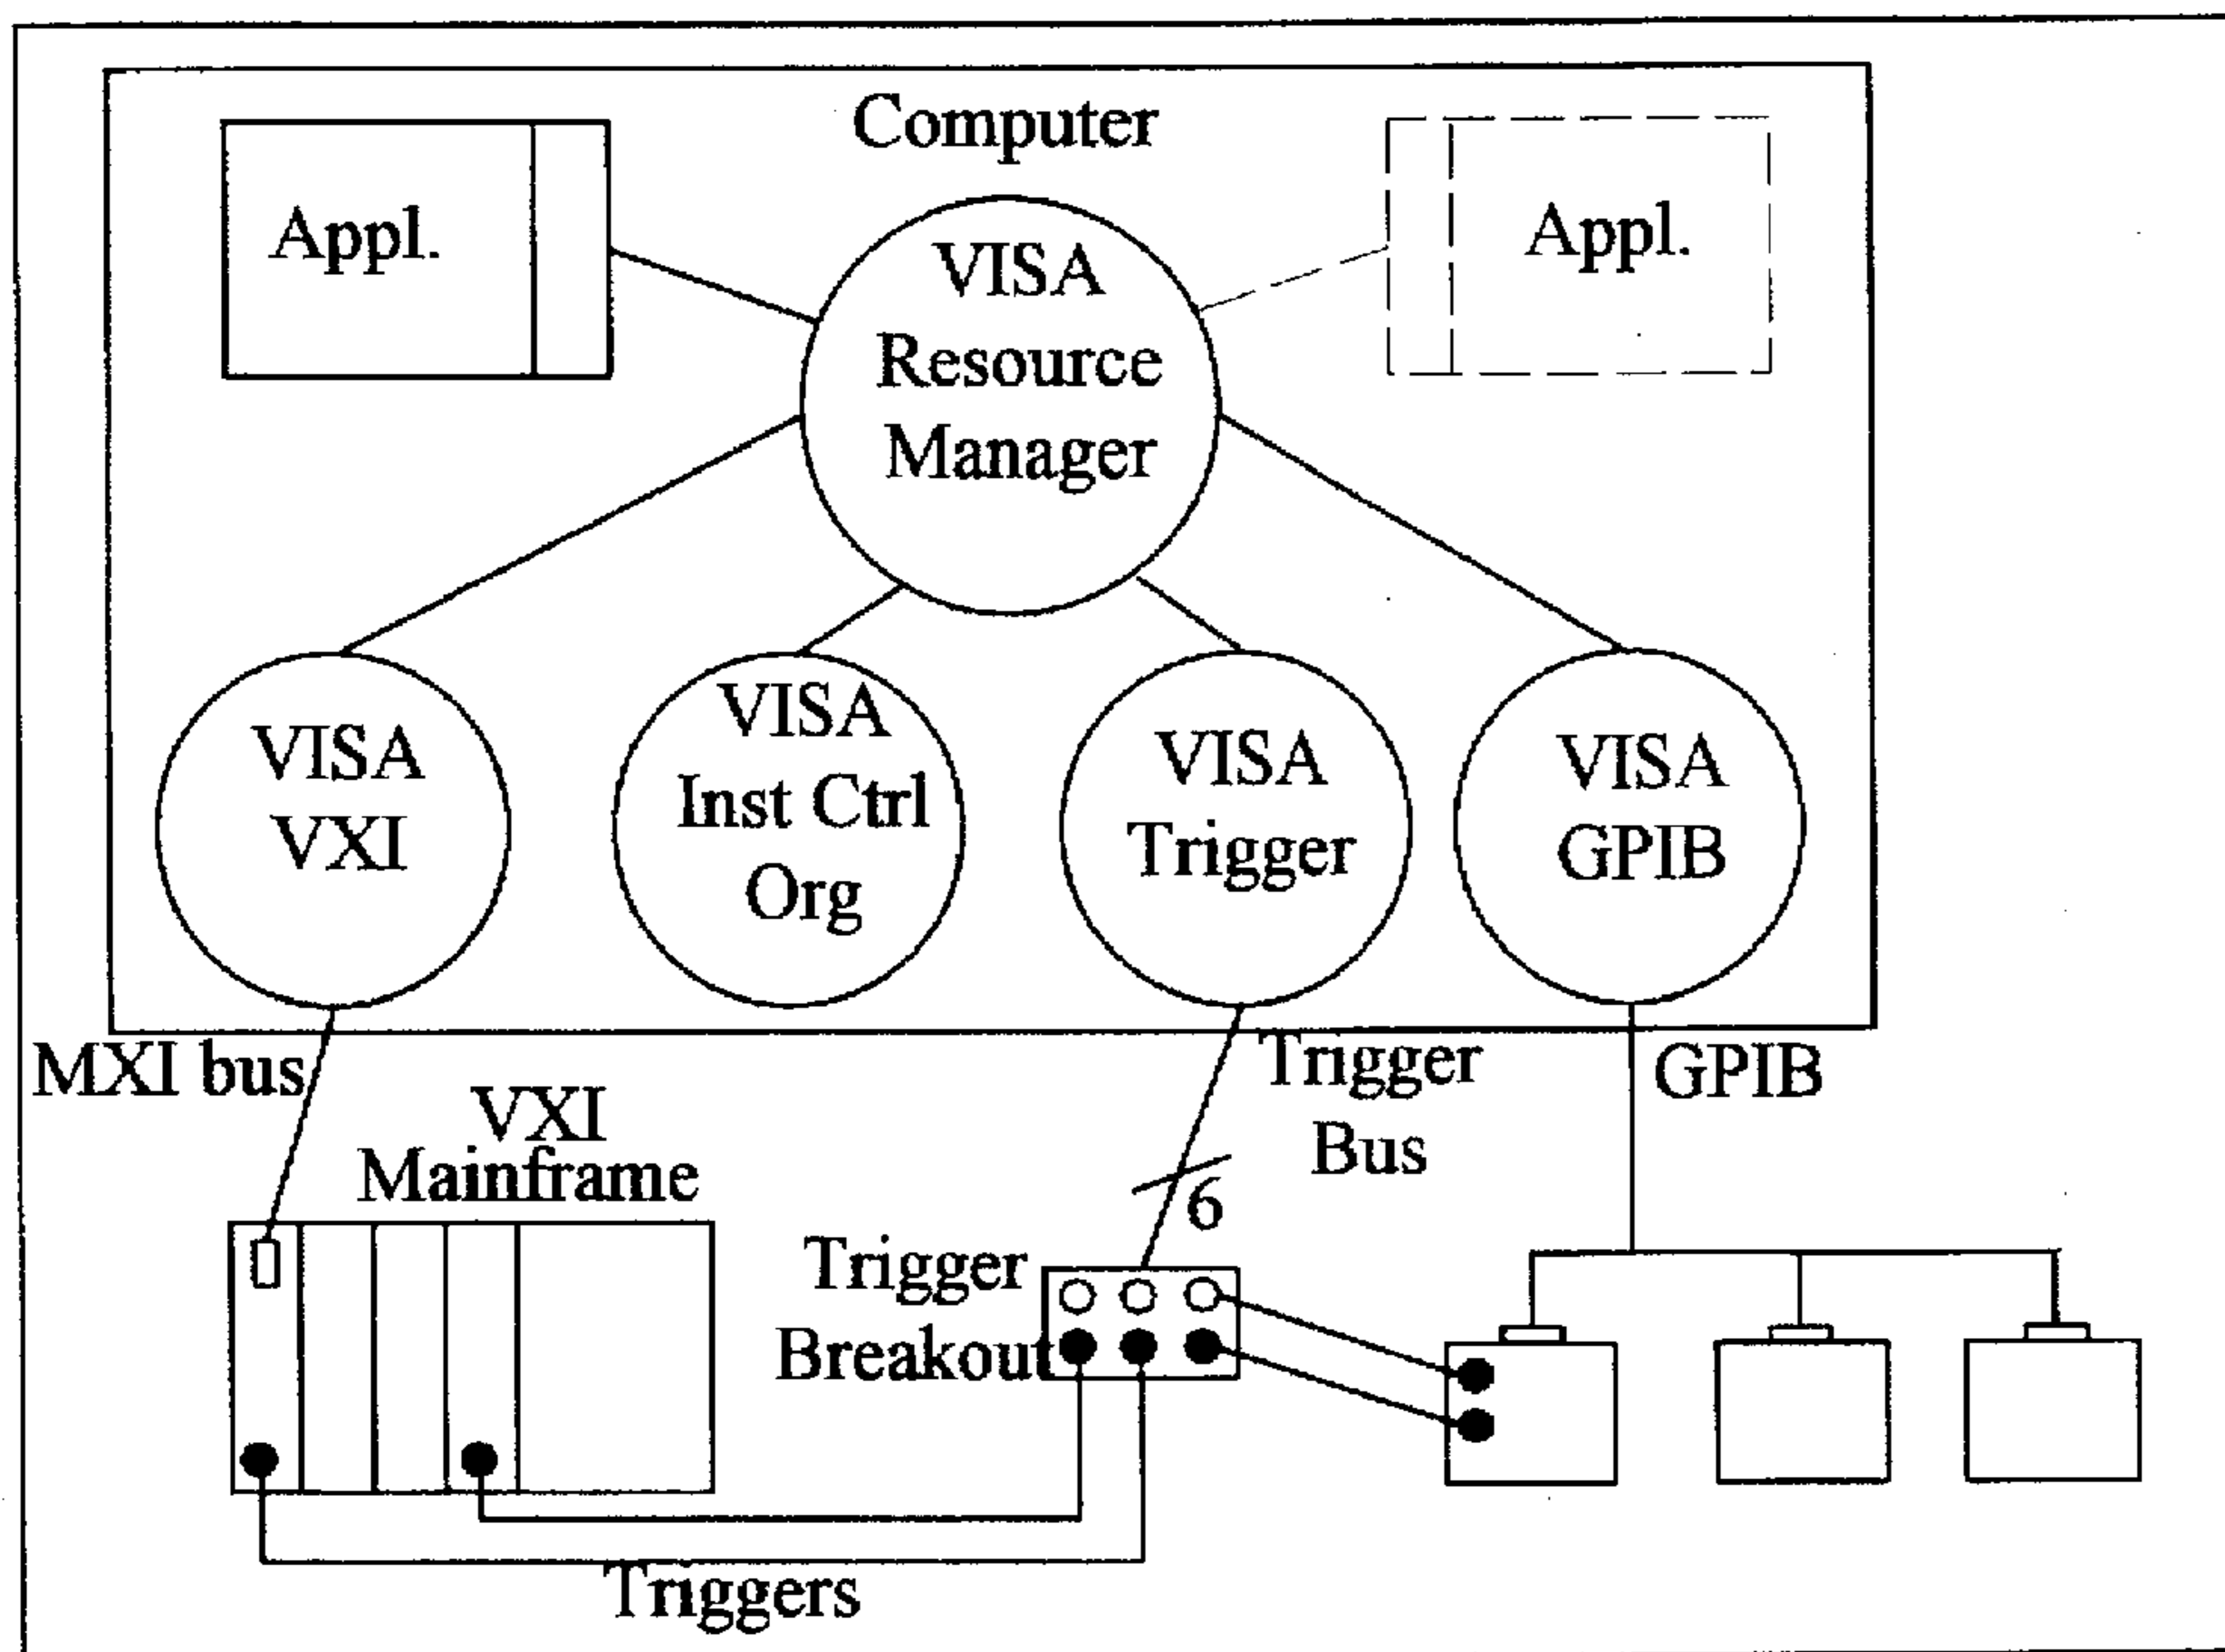 Computer
Appl.
Appl.
VISA
Resource
Manager
VISA
VXI
VISA
Inst Ctrl
Org
VISA
Trigger
VISA
GPIB
MXI bus
Trigger
Bus
GPIB
VXI
Mainframe
6
Trigger
Breakout
Triggers